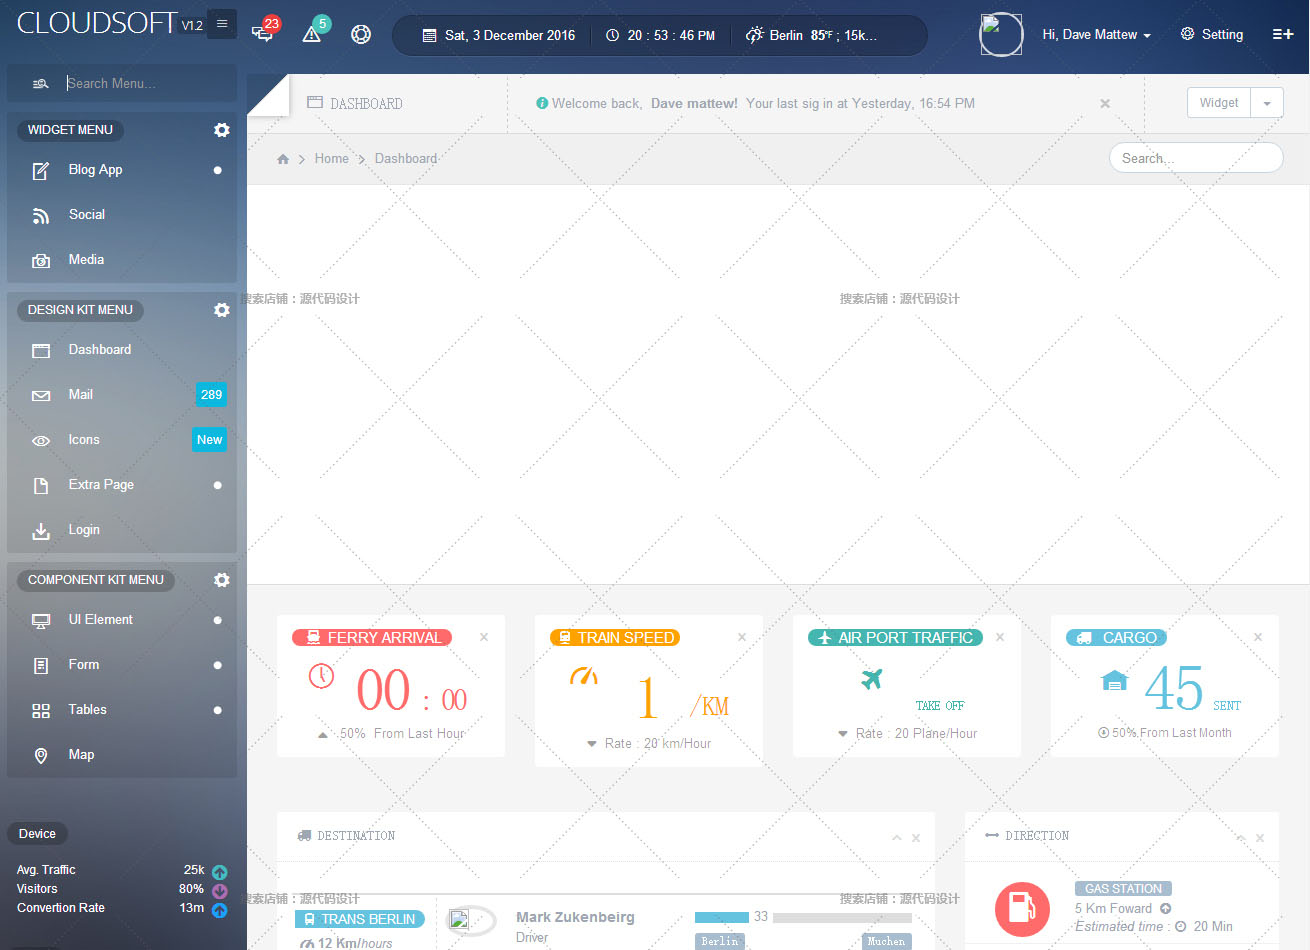 CLOUDSOFT V1.2
23
5
Sat, 3 December 2016
20 : 53 : 46 PM
Berlin 85°F ; 15k...
Hi, Dave Mattew
Setting
Search Menu...
WIDGET MENU
Blog App
Social
Media
DESIGN KIT MENU
Dashboard
Mail 289
Icons New
Extra Page
Login
COMPONENT KIT MENU
UI Element
Form
Tables
Map
Device
Avg. Traffic 25k
Visitors 80%
Convertion Rate 13m
DASHBOARD
Welcome back, Dave mattew! Your last sig in at Yesterday, 16:54 PM
Widget
Home > Dashboard
Search...
搜索店铺：源代码设计
搜索店铺：源代码设计
FERRY ARRIVAL
00 : 00
50% From Last Hour
TRAIN SPEED
1 /KM
Rate : 20 km/Hour
AIR PORT TRAFFIC
TAKE OFF
Rate : 20 Plane/Hour
CARGO
45 SENT
50% From Last Month
DESTINATION
搜索店铺：源代码设计
搜索店铺：源代码设计
TRANS BERLIN
12 Km/hours
Mark Zukenbeirg
Driver
33
Berlin
Muchen
DIRECTION
GAS STATION
5 Km Foward
Estimated time : 20 Min